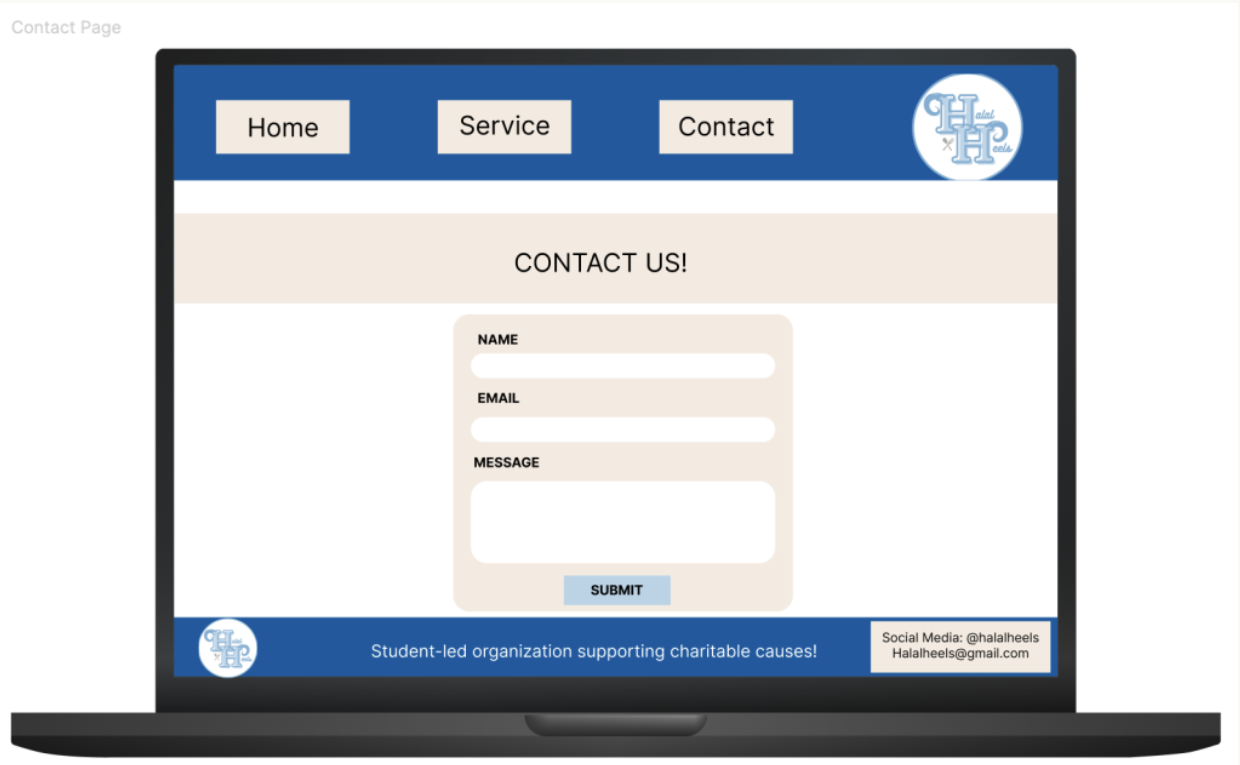 Contact Page
Home
Service
Contact
Halal
Heels
CONTACT US!
NAME
EMAIL
MESSAGE
SUBMIT
Halal
Heels
Student-led organization supporting charitable causes!
Social Media: @halalheels
Halalheels@gmail.com